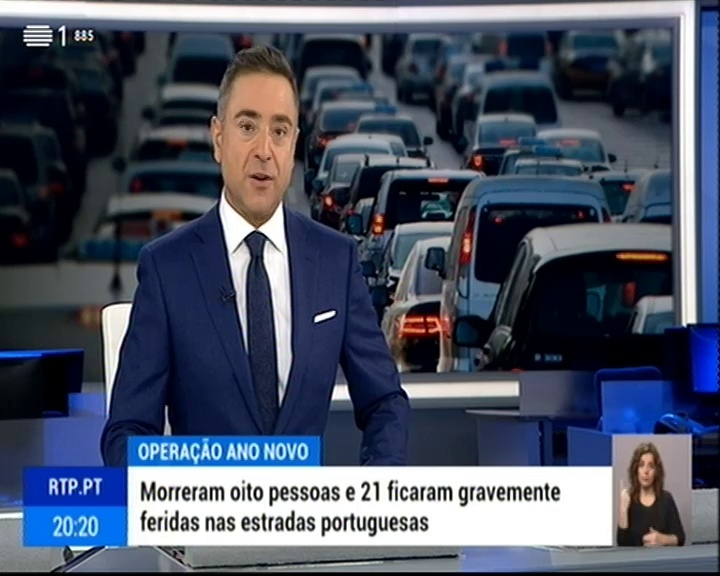 1 885
OPERAÇÃO ANO NOVO
RTP.PT
Morreram oito pessoas e 21 ficaram gravemente
feridas nas estradas portuguesas
20:20